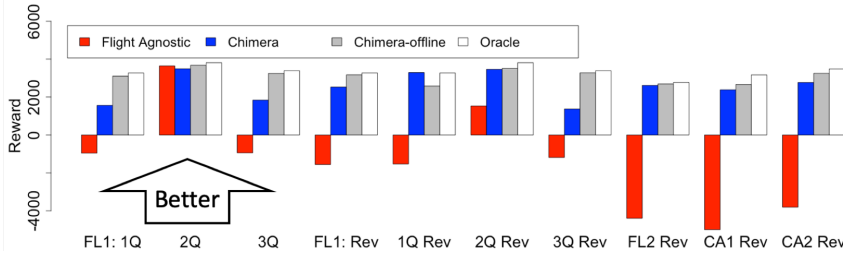 6000
Flight Agnostic Chimera Chimera-offline Oracle
2000
0
-4000
Reward
Better
FL1: 1Q 2Q 3Q FL1: Rev 1Q Rev 2Q Rev 3Q Rev FL2 Rev CA1 Rev CA2 Rev